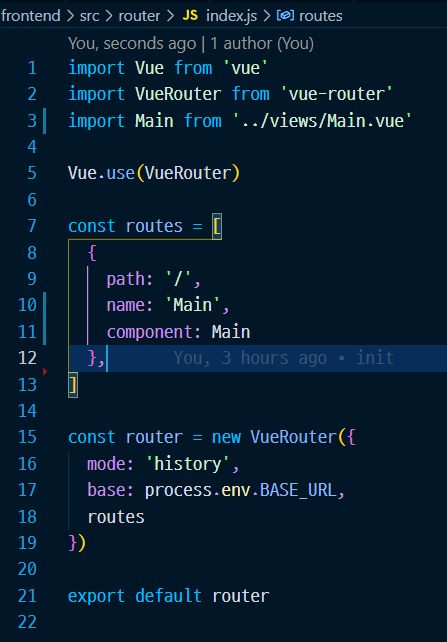 frontend > src > router > JS index.js > routes
You, seconds ago | 1 author (You)
1 import Vue from 'vue'
2 import VueRouter from 'vue-router'
3 import Main from '../views/Main.vue'
4
5 Vue.use(VueRouter)
6
7 const routes = [
8   {
9     path: '/',
10     name: 'Main',
11     component: Main
12   }, You, 3 hours ago • init
13 ]
14
15 const router = new VueRouter({
16   mode: 'history',
17   base: process.env.BASE_URL,
18   routes
19 })
20
21 export default router
22